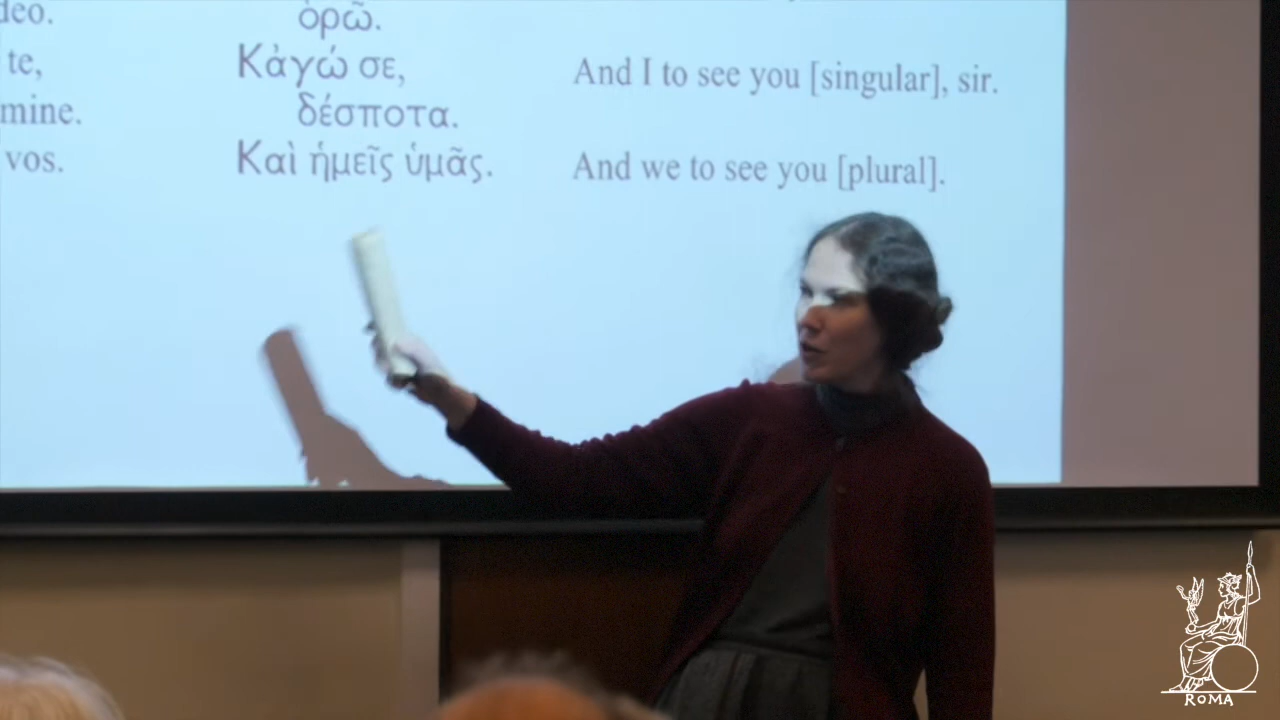 deo. ὁρῶ.
te, Κἀγώ σε, And I to see you [singular], sir.
mine. δέσποτα.
vos. Καὶ ἡμεῖς ὑμᾶς. And we to see you [plural].
ROMA